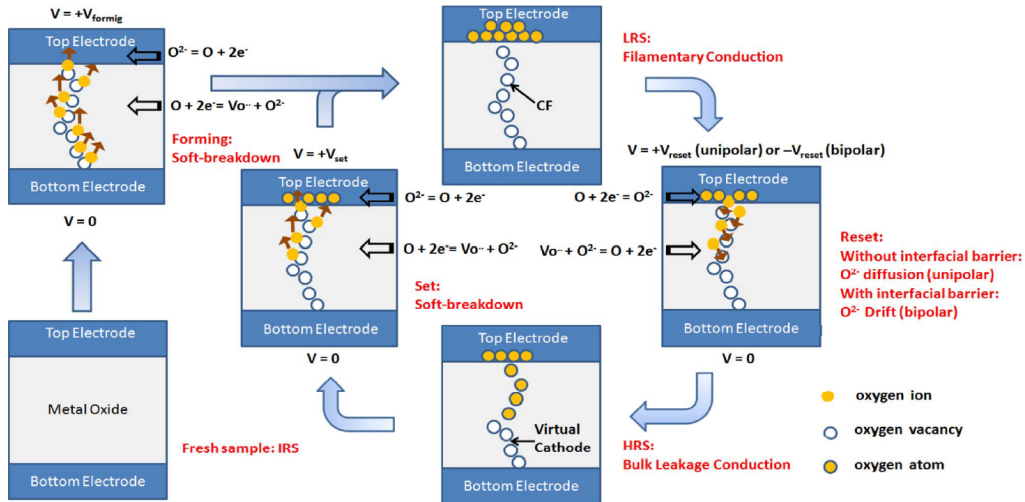 V = +Vformig
Top Electrode
O²⁻ = O + 2e⁻
O + 2e⁻= Vo·· + O²⁻
Forming:
Soft-breakdown
Bottom Electrode
V = 0
Top Electrode
Metal Oxide
Bottom Electrode
Fresh sample: IRS
V = +Vset
Top Electrode
O²⁻ = O + 2e⁻
O + 2e⁻= Vo·· + O²⁻
Set:
Soft-breakdown
Bottom Electrode
V = 0
Top Electrode
CF
Bottom Electrode
LRS:
Filamentary Conduction
V = +Vreset (unipolar) or –Vreset (bipolar)
Top Electrode
O + 2e⁻= O²⁻
Vo·· + O²⁻ = O + 2e⁻
Bottom Electrode
V = 0
Reset:
Without interfacial barrier:
O²⁻ diffusion (unipolar)
With interfacial barrier:
O²⁻ Drift (bipolar)
Top Electrode
Virtual
Cathode
Bottom Electrode
HRS:
Bulk Leakage Conduction
oxygen ion
oxygen vacancy
oxygen atom